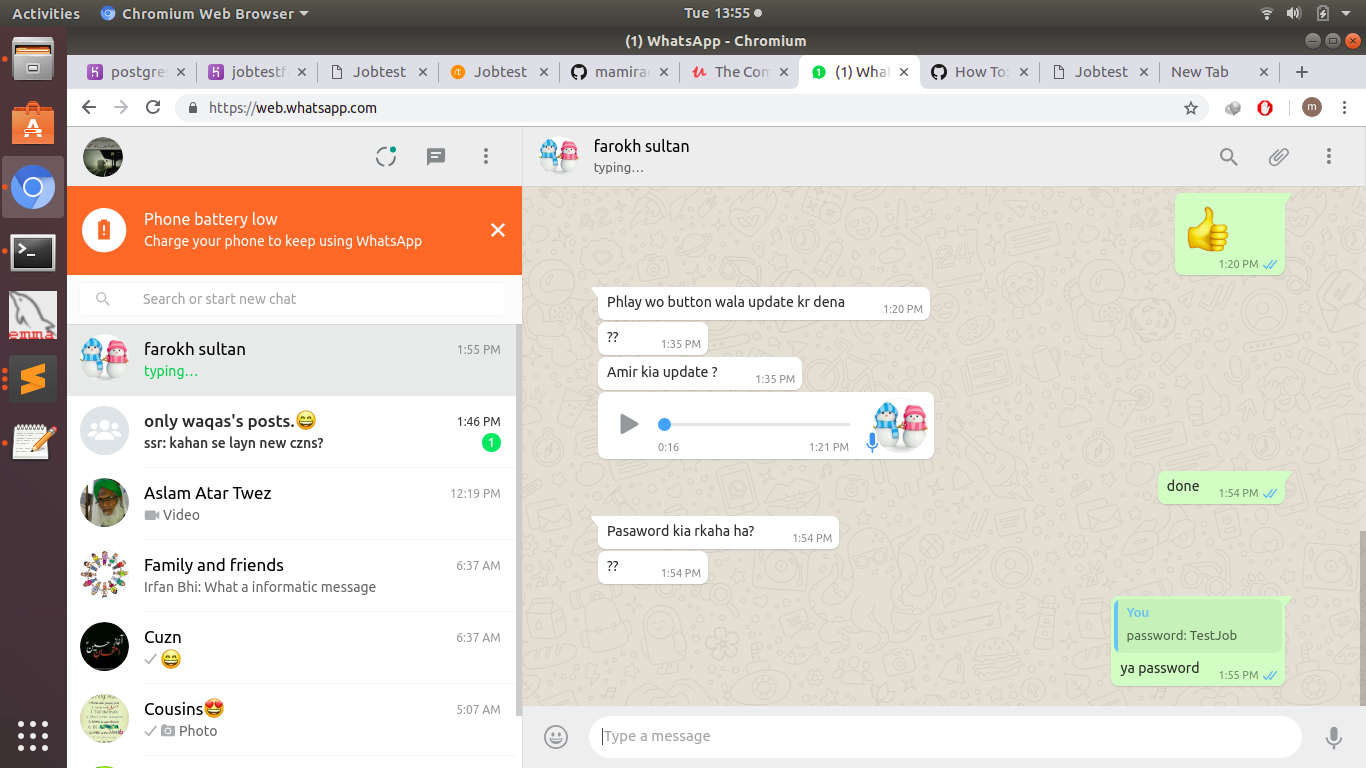 Activities
Chromium Web Browser
Tue 13:55
(1) WhatsApp - Chromium
postgre
jobtestf
Jobtest
Jobtest
mamira
The Com
(1) What
How To:
Jobtest
New Tab
https://web.whatsapp.com
m
farokh sultan
typing…
Phone battery low
Charge your phone to keep using WhatsApp
Search or start new chat
farokh sultan
1:55 PM
typing…
only waqas's posts.😄
1:46 PM
ssr: kahan se layn new czns?
1
Aslam Atar Twez
12:19 PM
Video
Family and friends
6:37 AM
Irfan Bhi: What a informatic message
Cuzn
6:37 AM
😄
Cousins😍
5:07 AM
Photo
👍
1:20 PM
Phlay wo button wala update kr dena
1:20 PM
??
1:35 PM
Amir kia update ?
1:35 PM
0:16
1:21 PM
done
1:54 PM
Pasaword kia rkaha ha?
1:54 PM
??
1:54 PM
You
password: TestJob
ya password
1:55 PM
Type a message